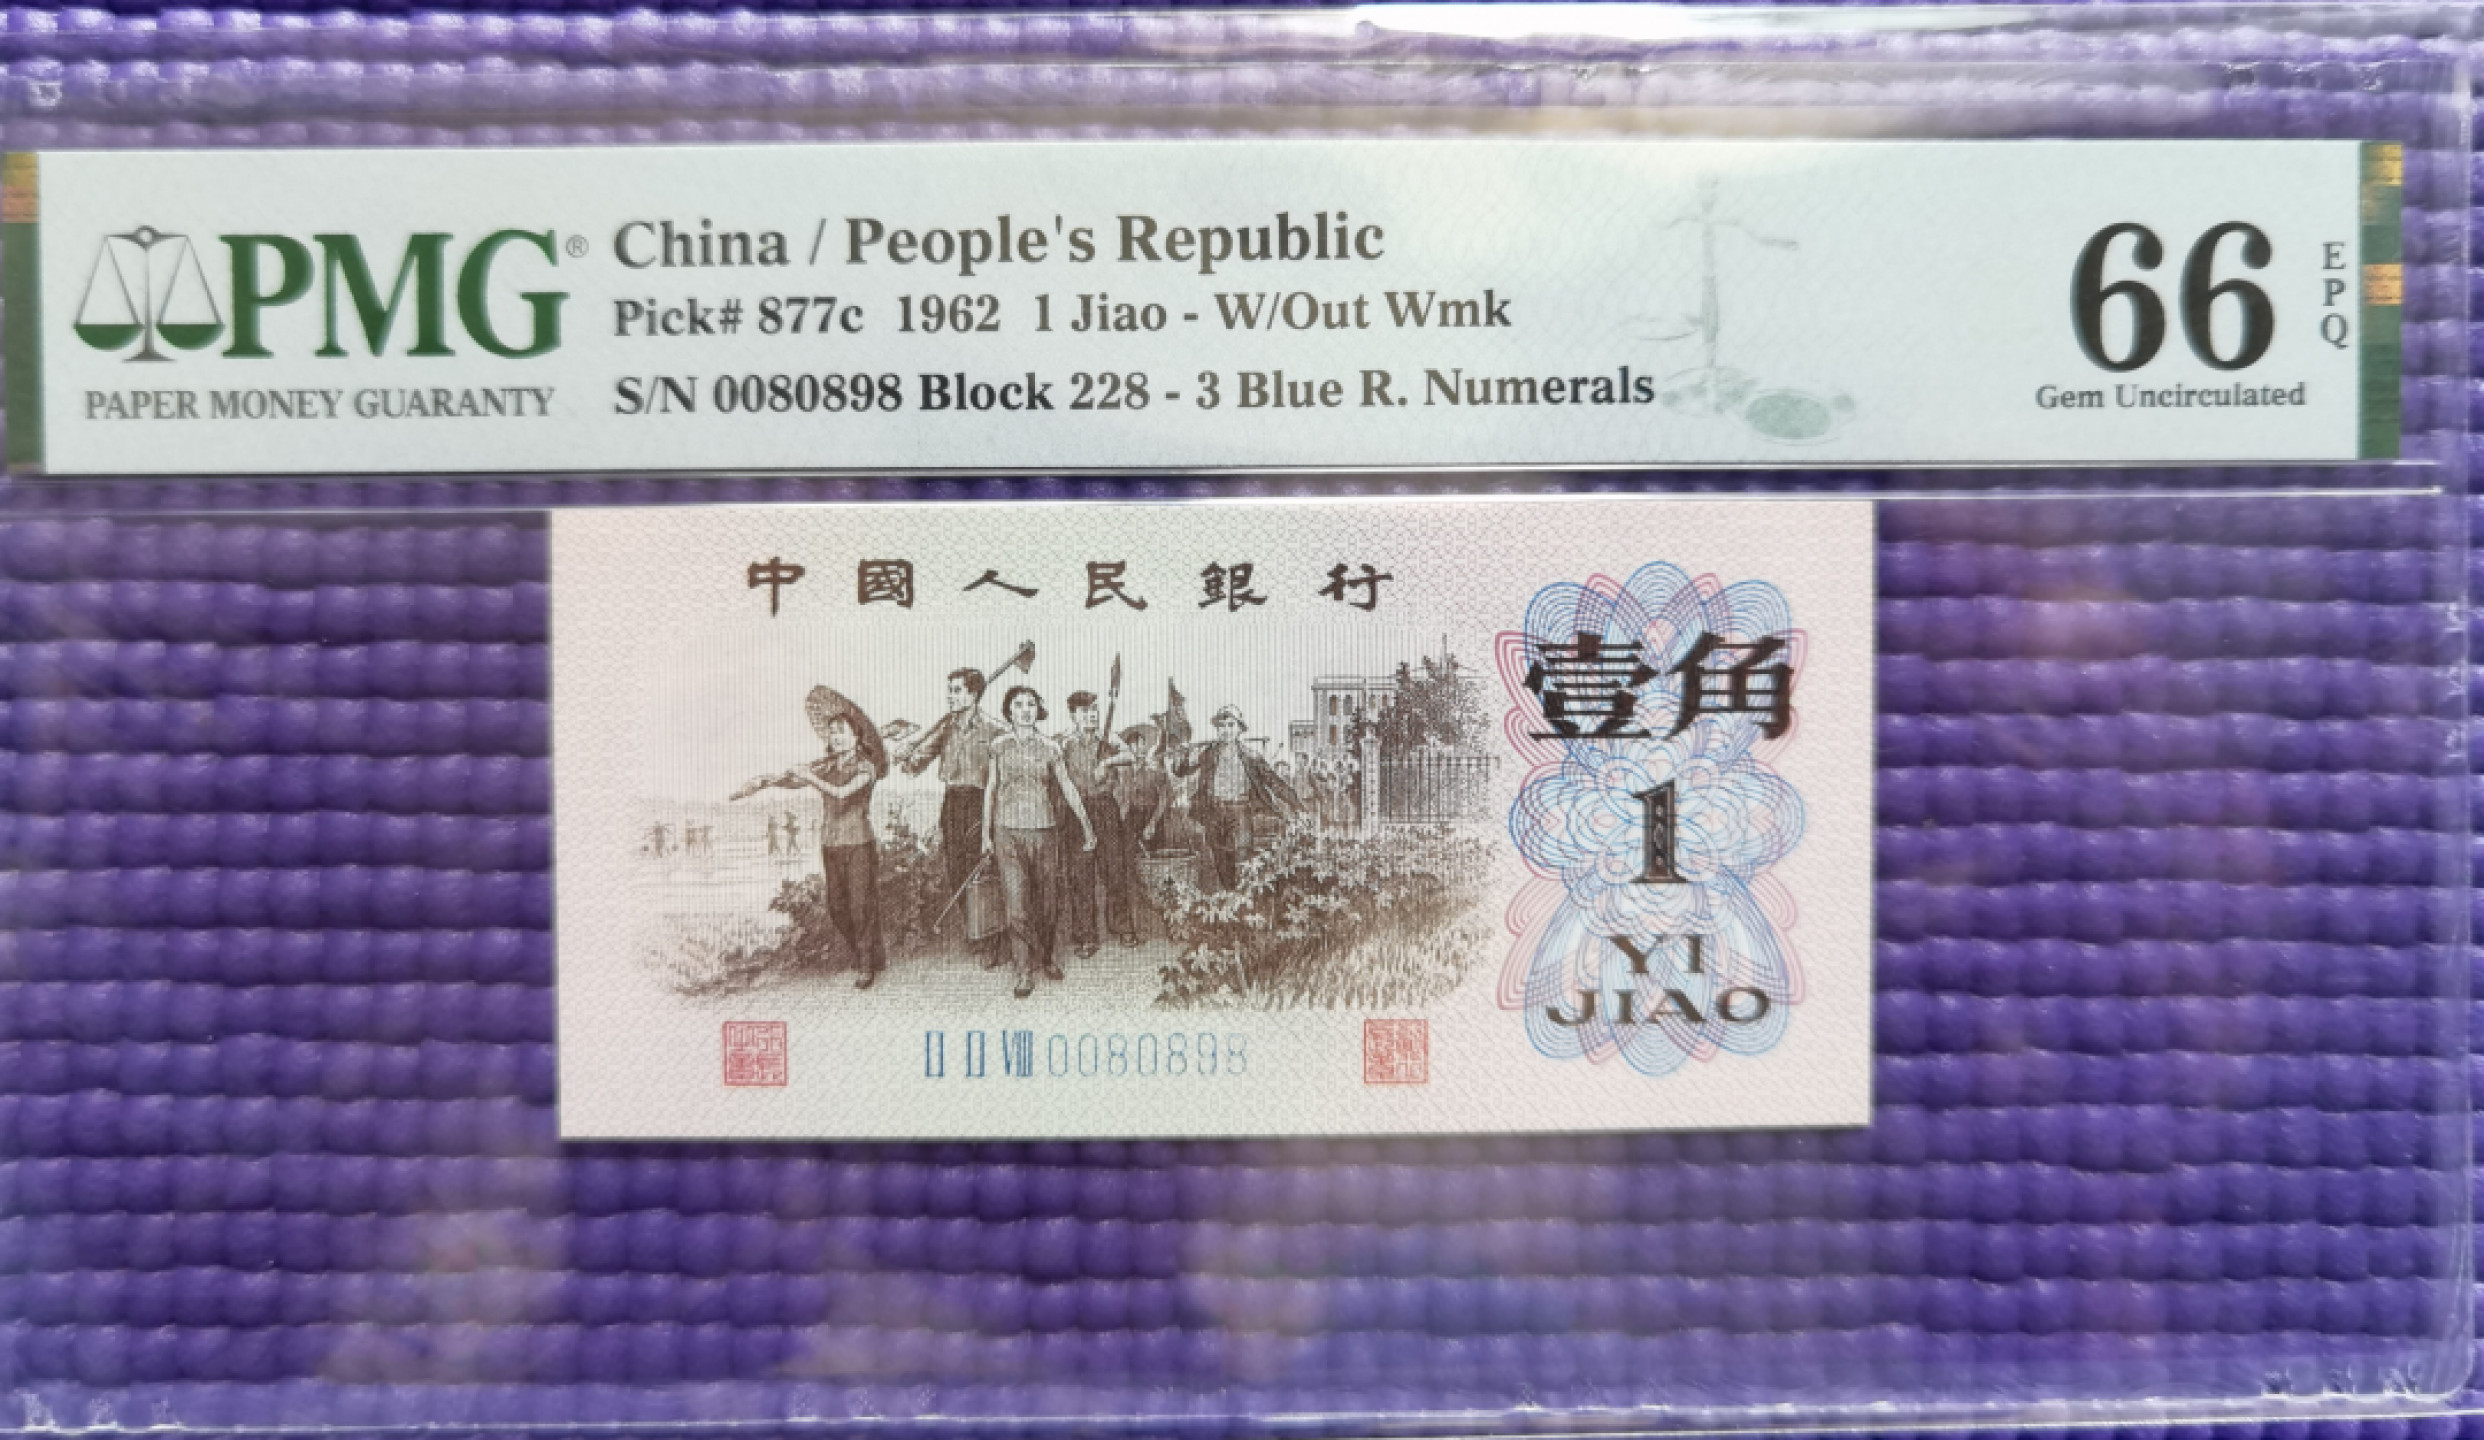 PMG®
PAPER MONEY GUARANTY
China / People's Republic
Pick# 877c 1962 1 Jiao - W/Out Wmk
S/N 0080898 Block 228 - 3 Blue R. Numerals
66
EPQ
Gem Uncirculated
中國人民銀行
壹角
1
YI
JIAO
II II VIII 0080898